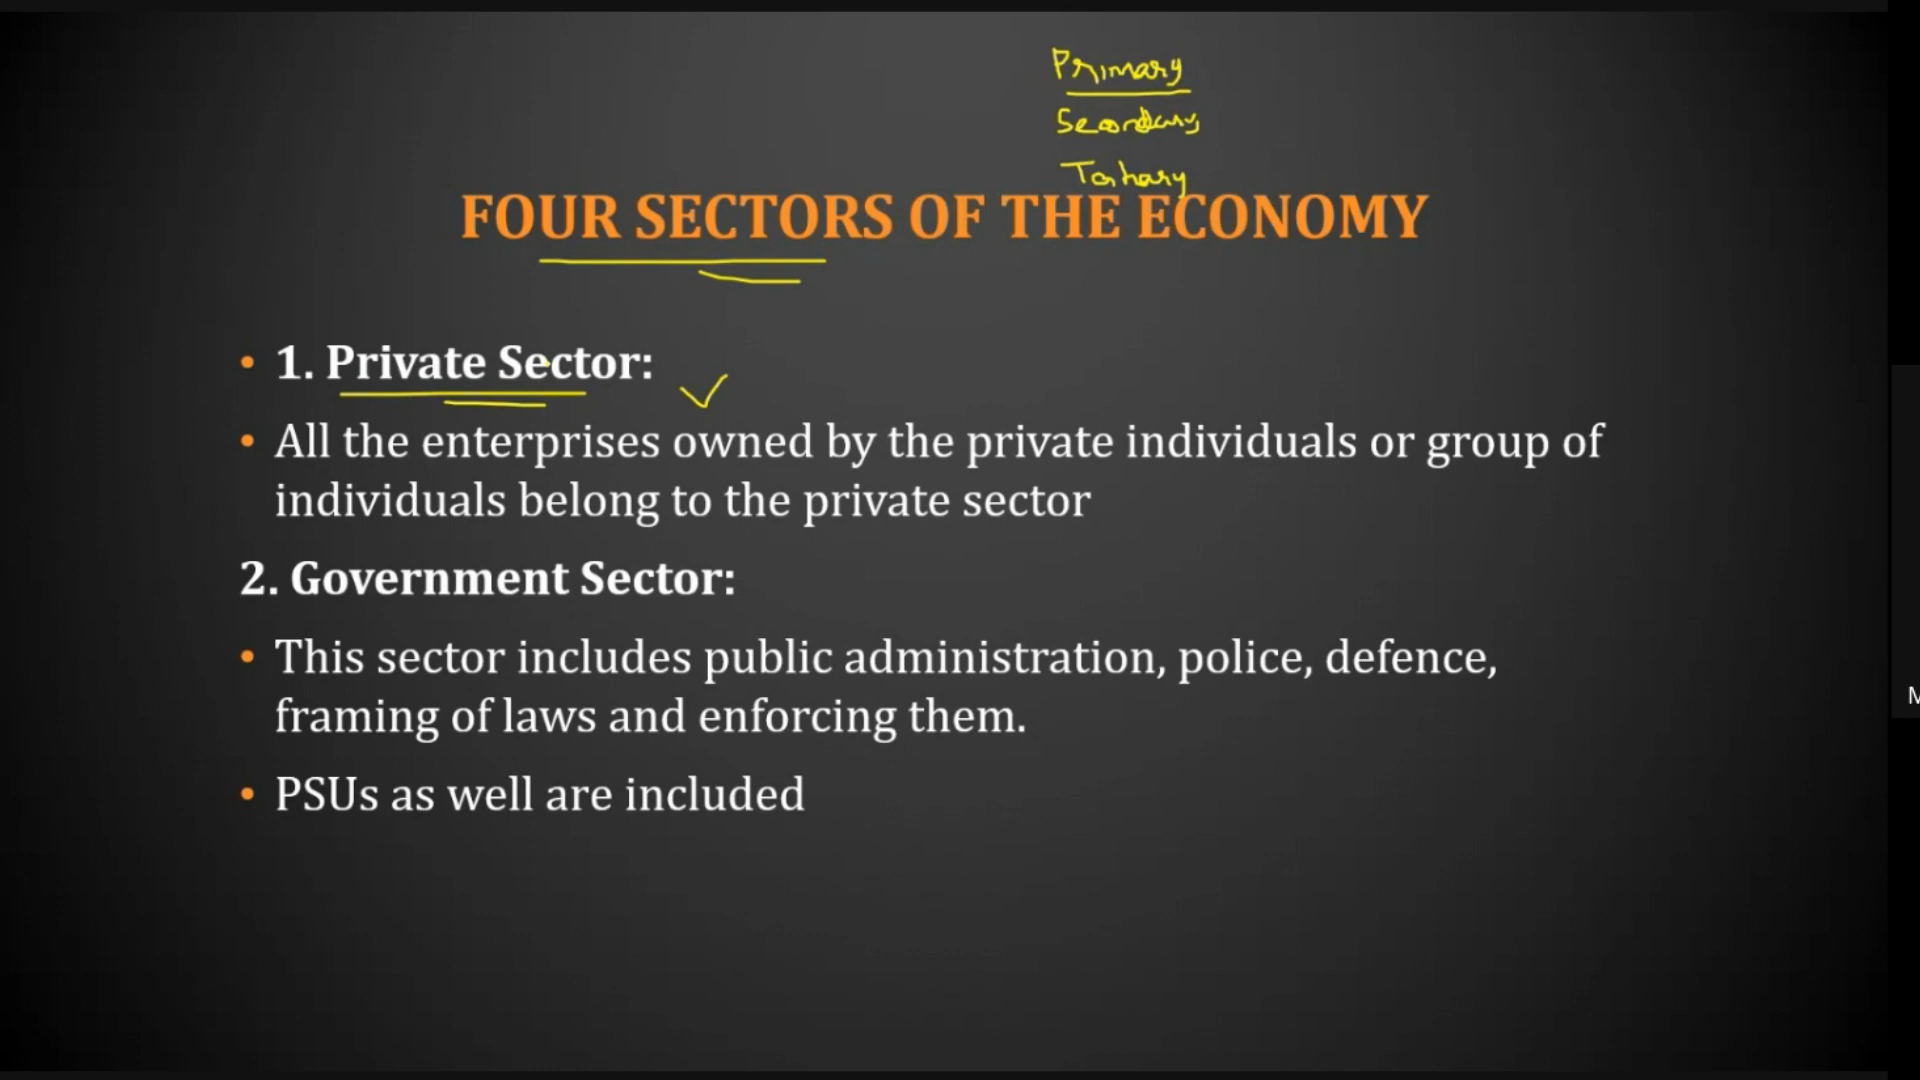 Primary
Secondary
FOUR SECTORS OF THE ECONOMY
• 1. Private Sector:
• All the enterprises owned by the private individuals or group of
individuals belong to the private sector
2. Government Sector:
• This sector includes public administration, police, defence,
framing of laws and enforcing them.
M
• PSUs as well are included